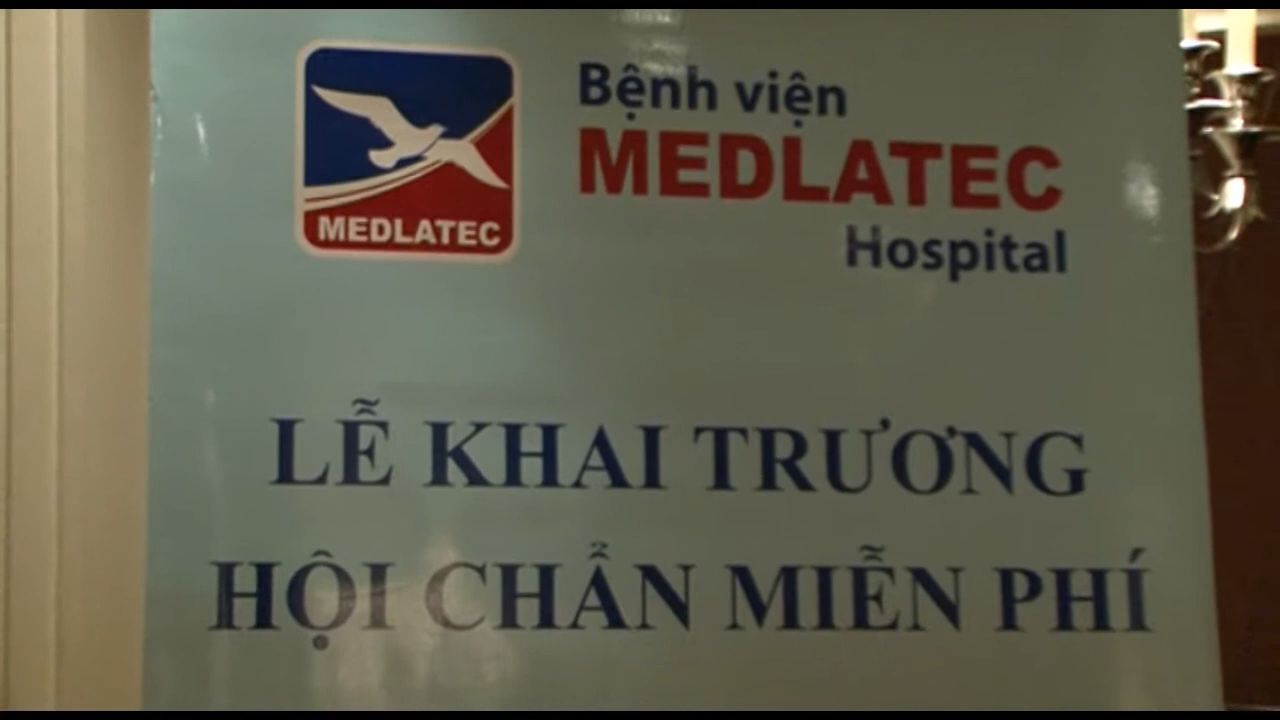 MEDLATEC
Bệnh viện
MEDLATEC
Hospital
LỄ KHAI TRƯƠNG
HỘI CHẨN MIỄN PHÍ